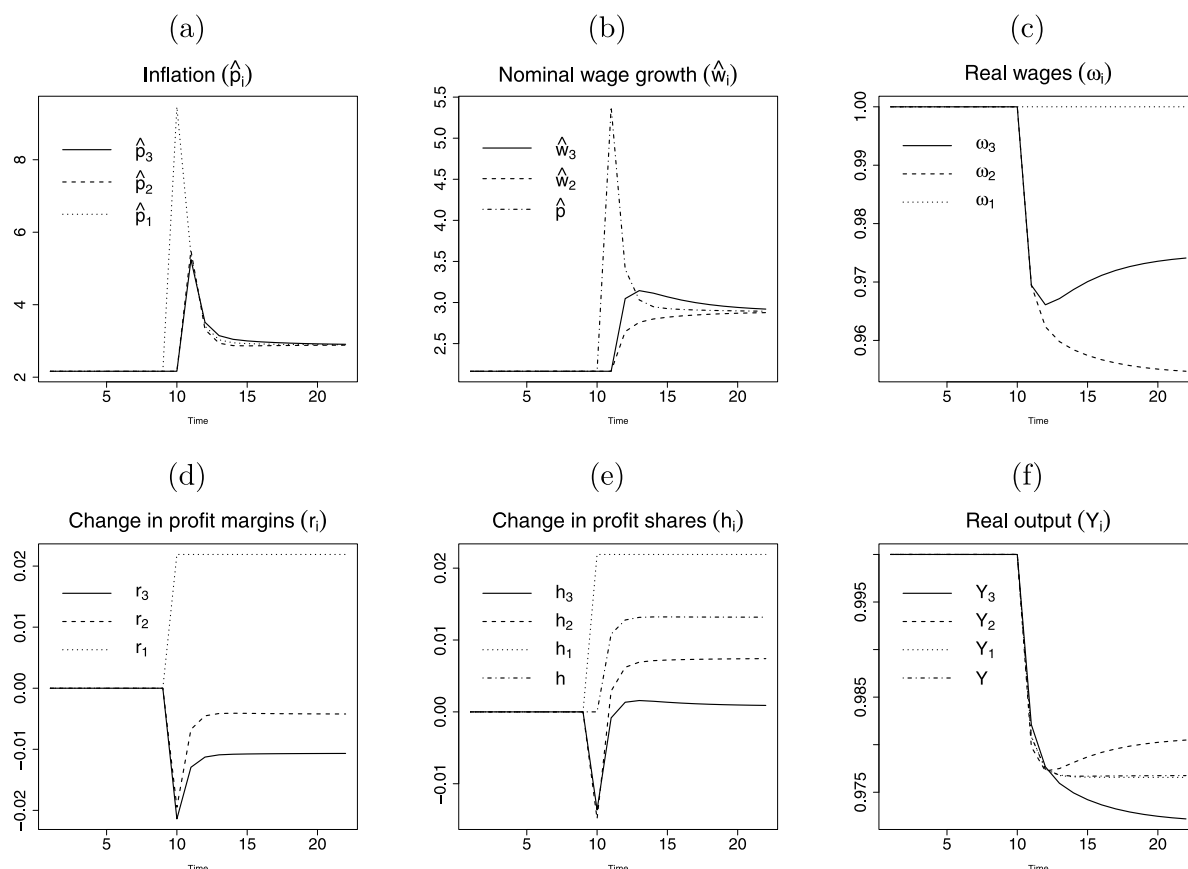 (a)
Inflation (p̂i)
8
6
4
2
p̂3
p̂2
p̂1
5
10
15
20
Time
(b)
Nominal wage growth (ŵi)
5.5
5.0
4.5
4.0
3.5
3.0
2.5
ŵ3
ŵ2
p̂
5
10
15
20
Time
(c)
Real wages (ωi)
1.00
0.99
0.98
0.97
0.96
ω3
ω2
ω1
5
10
15
20
Time
(d)
Change in profit margins (ri)
0.02
0.01
0.00
−0.01
−0.02
r3
r2
r1
5
10
15
20
Time
(e)
Change in profit shares (hi)
0.02
0.01
0.00
−0.01
h3
h2
h1
h
5
10
15
20
Time
(f)
Real output (Yi)
0.995
0.985
0.975
Y3
Y2
Y1
Y
5
10
15
20
Time